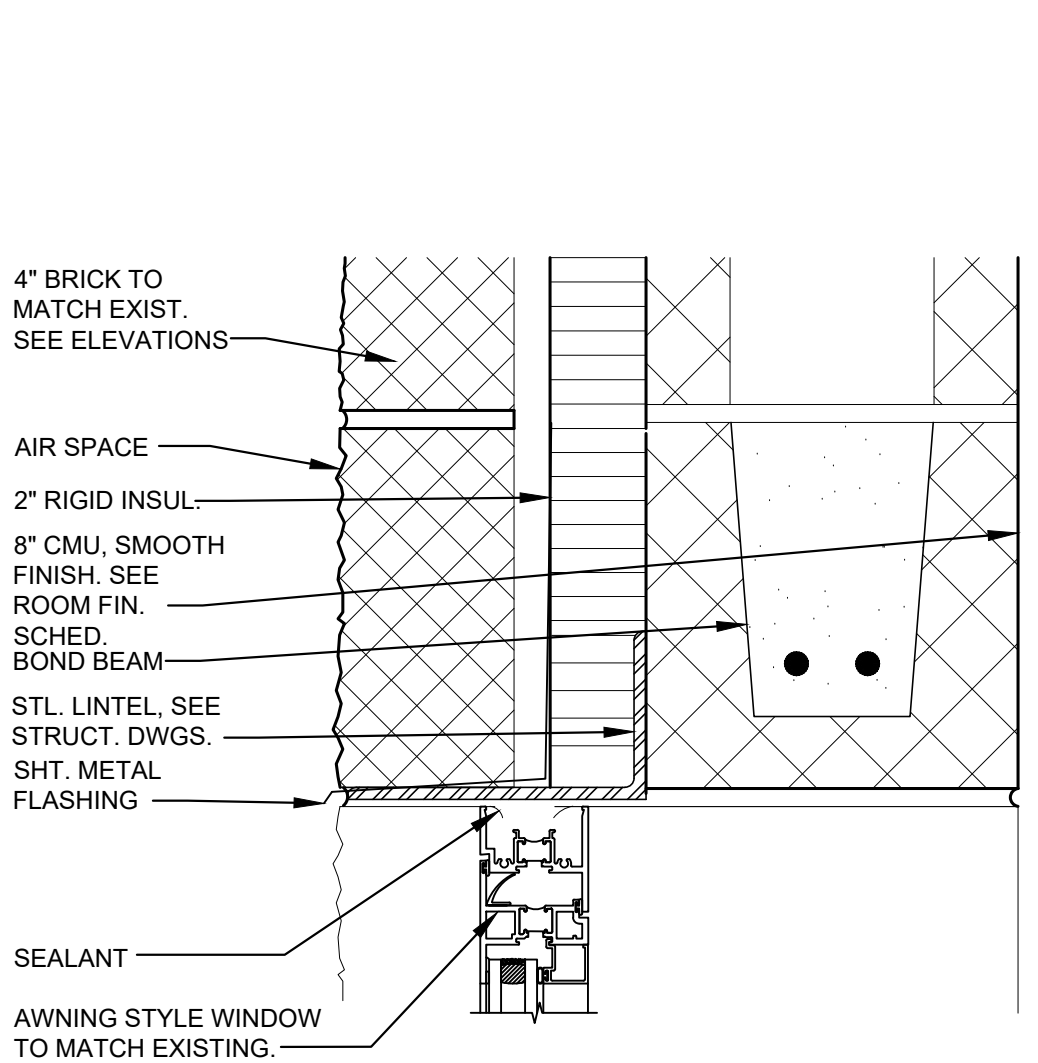 4" BRICK TO
MATCH EXIST.
SEE ELEVATIONS
AIR SPACE
2" RIGID INSUL.
8" CMU, SMOOTH
FINISH. SEE
ROOM FIN.
SCHED.
BOND BEAM
STL. LINTEL, SEE
STRUCT. DWGS.
SHT. METAL
FLASHING
SEALANT
AWNING STYLE WINDOW
TO MATCH EXISTING.